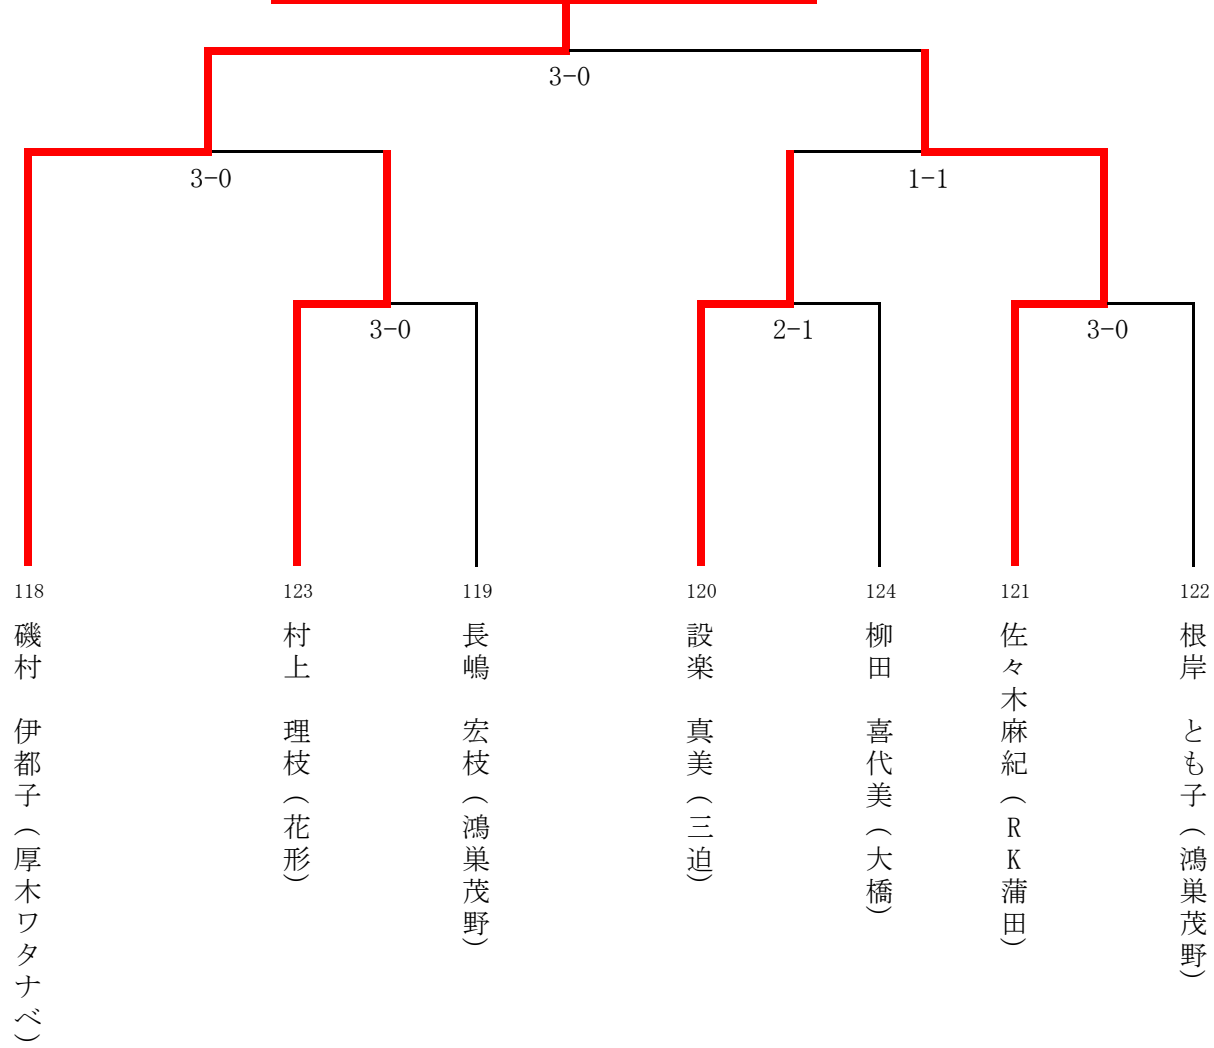 3-0
3-0
1-1
3-0
2-1
3-0
118
123
119
120
124
121
122
磯村　伊都子（厚木ワタナベ）
村上　理枝（花形）
長嶋　宏枝（鴻巣茂野）
設楽　真美（三迫）
柳田　喜代美（大橋）
佐々木麻紀（RK蒲田）
根岸　とも子（鴻巣茂野）